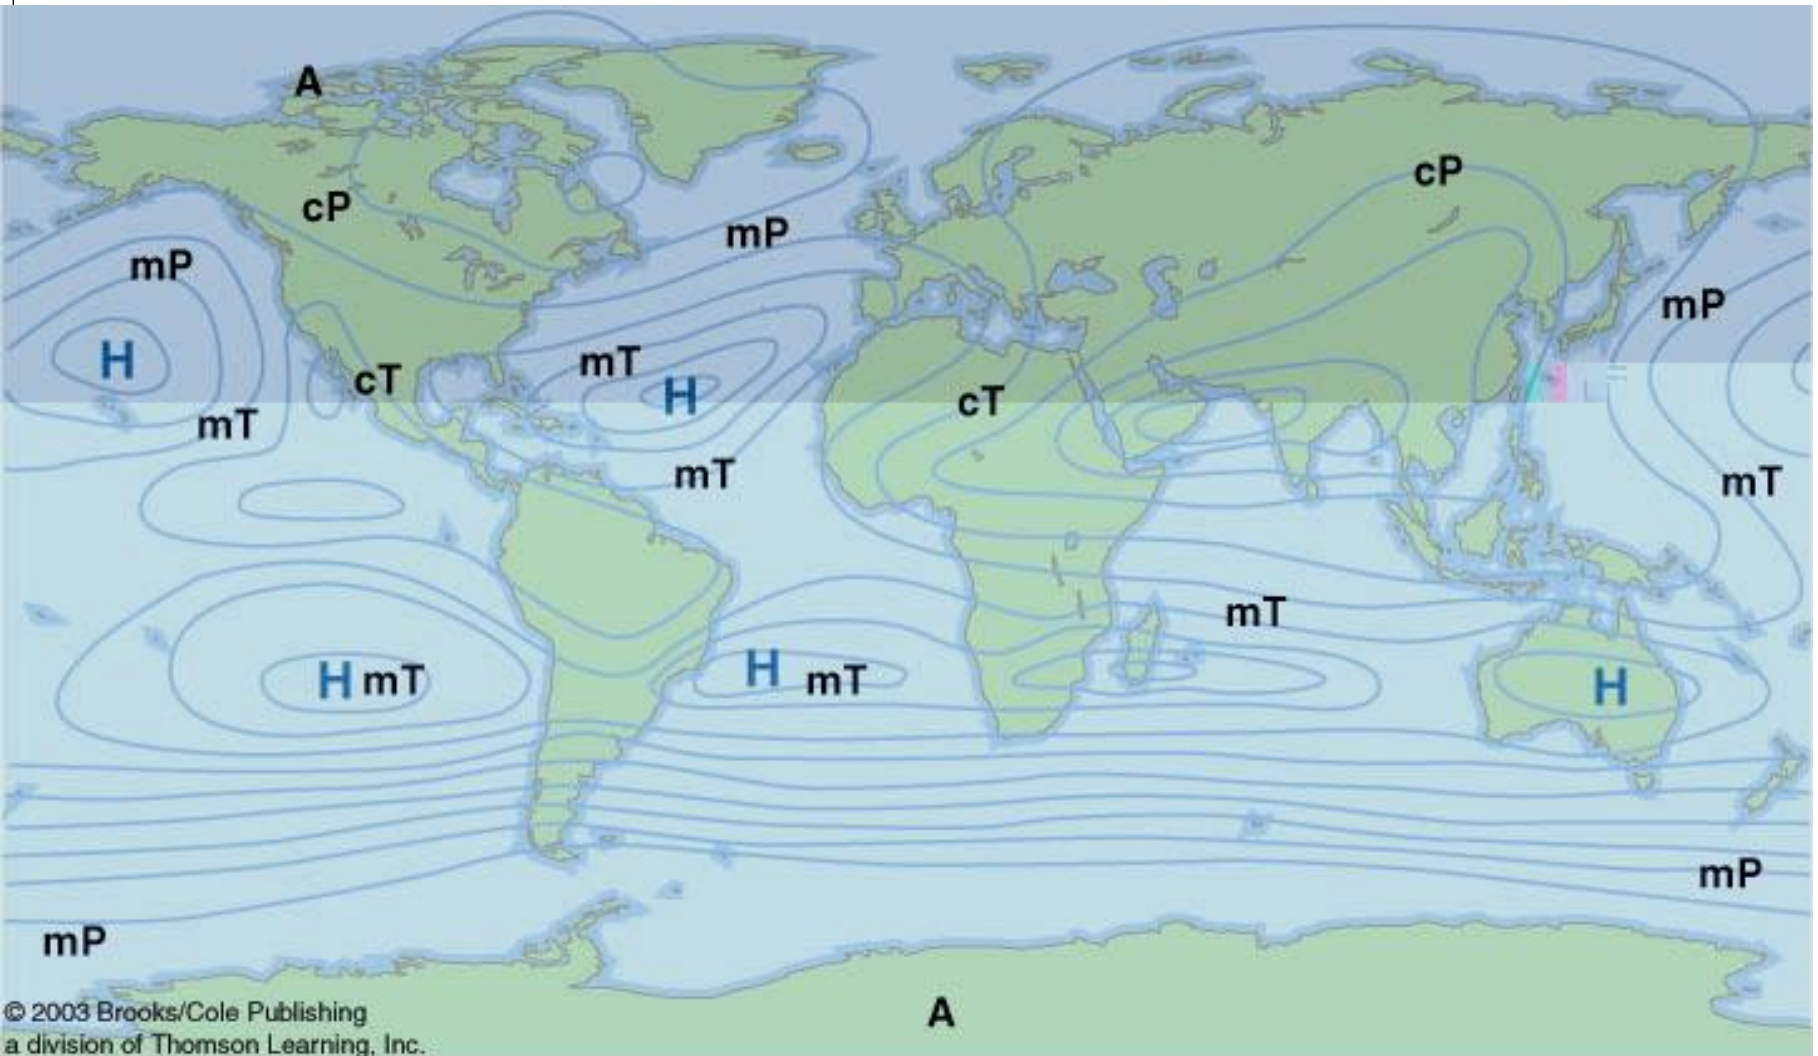 A
cP
cP
mP
mP
mP
H
mT
H
cT
cT
mT
mT
mT
mT
H mT
H mT
H
mP
mP
A
© 2003 Brooks/Cole Publishing
a division of Thomson Learning, Inc.